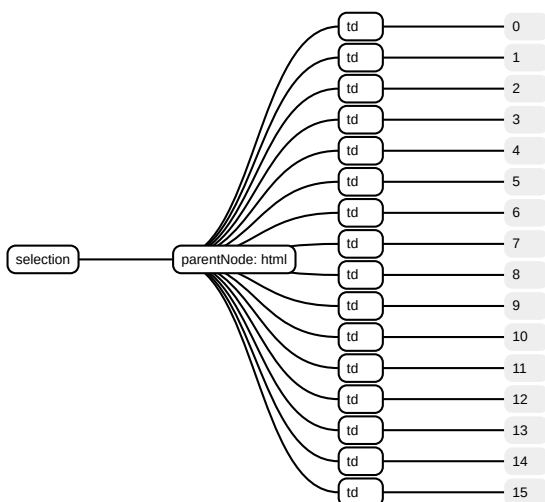 td 0
td 1
td 2
td 3
td 4
td 5
td 6
td 7
selection parentNode: html
td 8
td 9
td 10
td 11
td 12
td 13
td 14
td 15